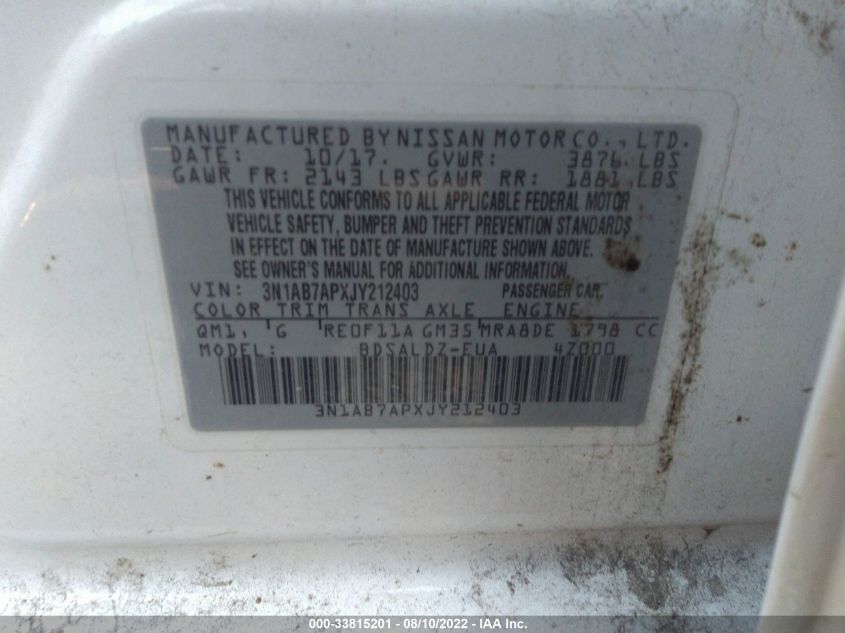 MANUFACTURED BY NISSAN MOTOR CO., LTD.
DATE: 10/17. GVWR: 3876 LBS
GAWR FR: 2143 LBS GAWR RR: 1881 LBS
THIS VEHICLE CONFORMS TO ALL APPLICABLE FEDERAL MOTOR
VEHICLE SAFETY, BUMPER AND THEFT PREVENTION STANDARDS
IN EFFECT ON THE DATE OF MANUFACTURE SHOWN ABOVE.
SEE OWNER'S MANUAL FOR ADDITIONAL INFORMATION.
VIN: 3N1AB7APXJY212403 PASSENGER CAR.
COLOR TRIM TRANS AXLE ENGINE
QM1, G RE0F11A GM35 MRA8DE 1798 CC
MODEL: BDSALDZ-EUA 4Z000
3N1AB7APXJY212403
000-33815201 - 08/10/2022 - IAA Inc.